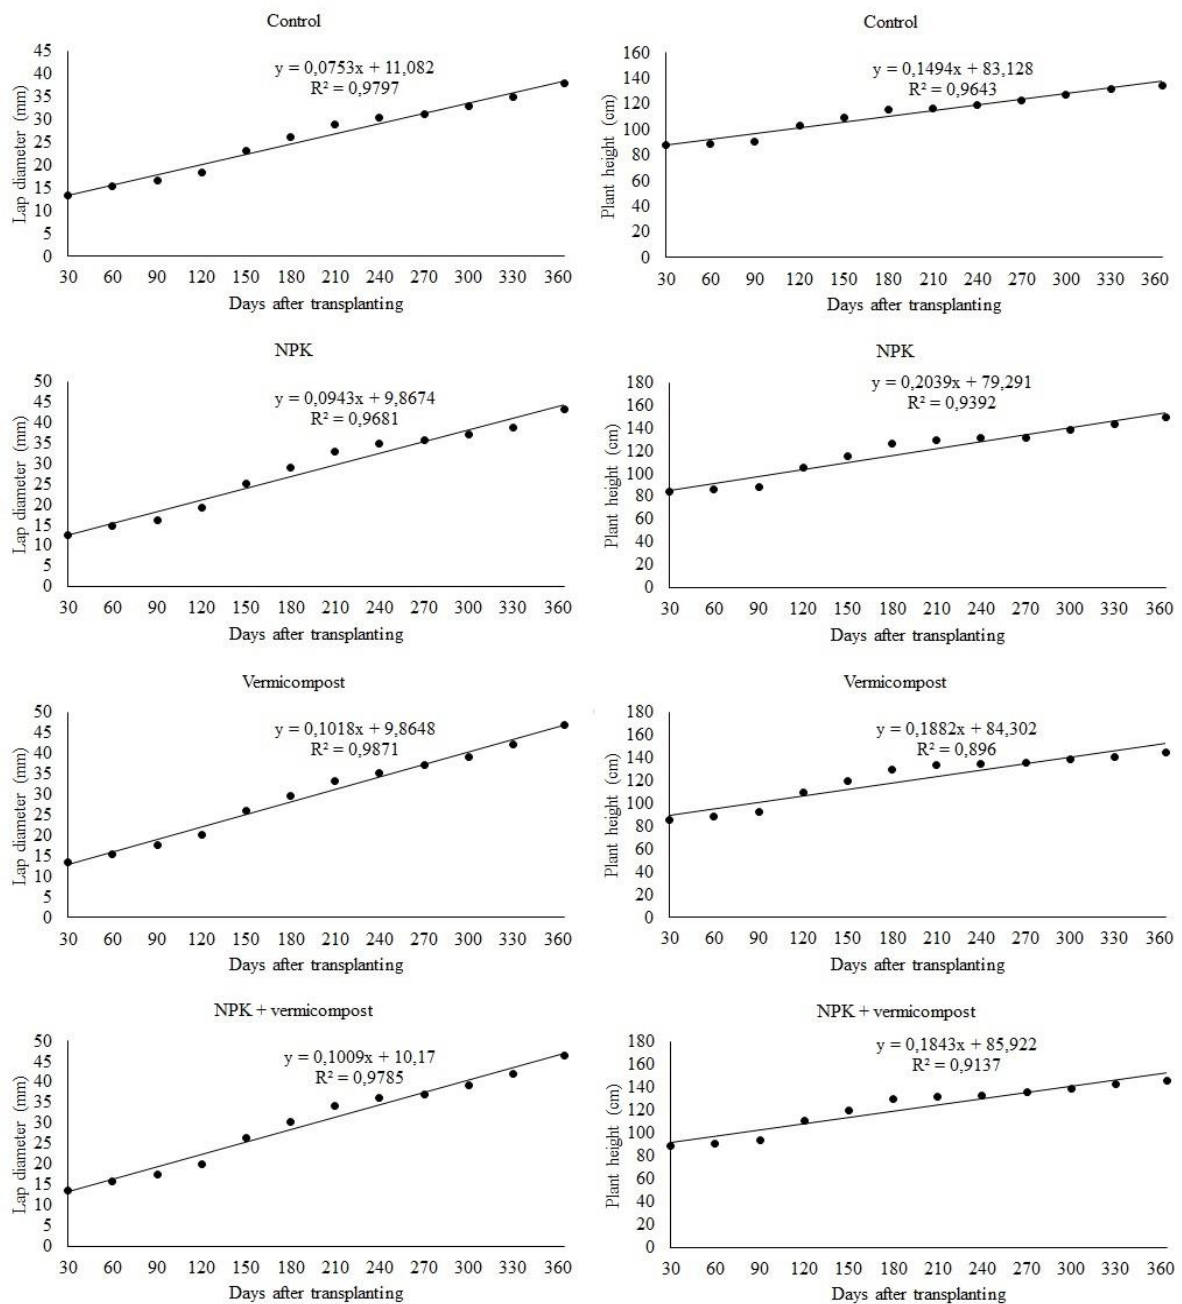 Control
y = 0,0753x + 11,082
R² = 0,9797
Lap diameter (mm)
45
40
35
30
25
20
15
10
5
0
30 60 90 120 150 180 210 240 270 300 330 360
Days after transplanting
Control
y = 0,1494x + 83,128
R² = 0,9643
Plant height (cm)
160
140
120
100
80
60
40
20
0
30 60 90 120 150 180 210 240 270 300 330 360
Days after transplanting
NPK
y = 0,0943x + 9,8674
R² = 0,9681
Lap diameter (mm)
50
45
40
35
30
25
20
15
10
5
0
30 60 90 120 150 180 210 240 270 300 330 360
Days after transplanting
NPK
y = 0,2039x + 79,291
R² = 0,9392
Plant height (cm)
180
160
140
120
100
80
60
40
20
0
30 60 90 120 150 180 210 240 270 300 330 360
Days after transplanting
Vermicompost
y = 0,1018x + 9,8648
R² = 0,9871
Lap diameter (mm)
50
45
40
35
30
25
20
15
10
5
0
30 60 90 120 150 180 210 240 270 300 330 360
Days after transplanting
Vermicompost
y = 0,1882x + 84,302
R² = 0,896
Plant height (cm)
180
160
140
120
100
80
60
40
20
0
30 60 90 120 150 180 210 240 270 300 330 360
Days after transplanting
NPK + vermicompost
y = 0,1009x + 10,17
R² = 0,9785
Lap diameter (mm)
50
45
40
35
30
25
20
15
10
5
0
30 60 90 120 150 180 210 240 270 300 330 360
Days after transplanting
NPK + vermicompost
y = 0,1843x + 85,922
R² = 0,9137
Plant height (cm)
180
160
140
120
100
80
60
40
20
0
30 60 90 120 150 180 210 240 270 300 330 360
Days after transplanting